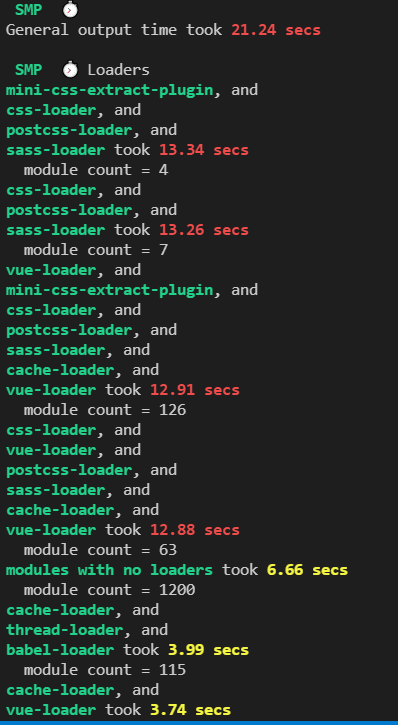 SMP ⏱
General output time took 21.24 secs
SMP ⏱ Loaders
mini-css-extract-plugin, and
css-loader, and
postcss-loader, and
sass-loader took 13.34 secs
module count = 4
css-loader, and
postcss-loader, and
sass-loader took 13.26 secs
module count = 7
vue-loader, and
mini-css-extract-plugin, and
css-loader, and
postcss-loader, and
sass-loader, and
cache-loader, and
vue-loader took 12.91 secs
module count = 126
css-loader, and
vue-loader, and
postcss-loader, and
sass-loader, and
cache-loader, and
vue-loader took 12.88 secs
module count = 63
modules with no loaders took 6.66 secs
module count = 1200
cache-loader, and
thread-loader, and
babel-loader took 3.99 secs
module count = 115
cache-loader, and
vue-loader took 3.74 secs